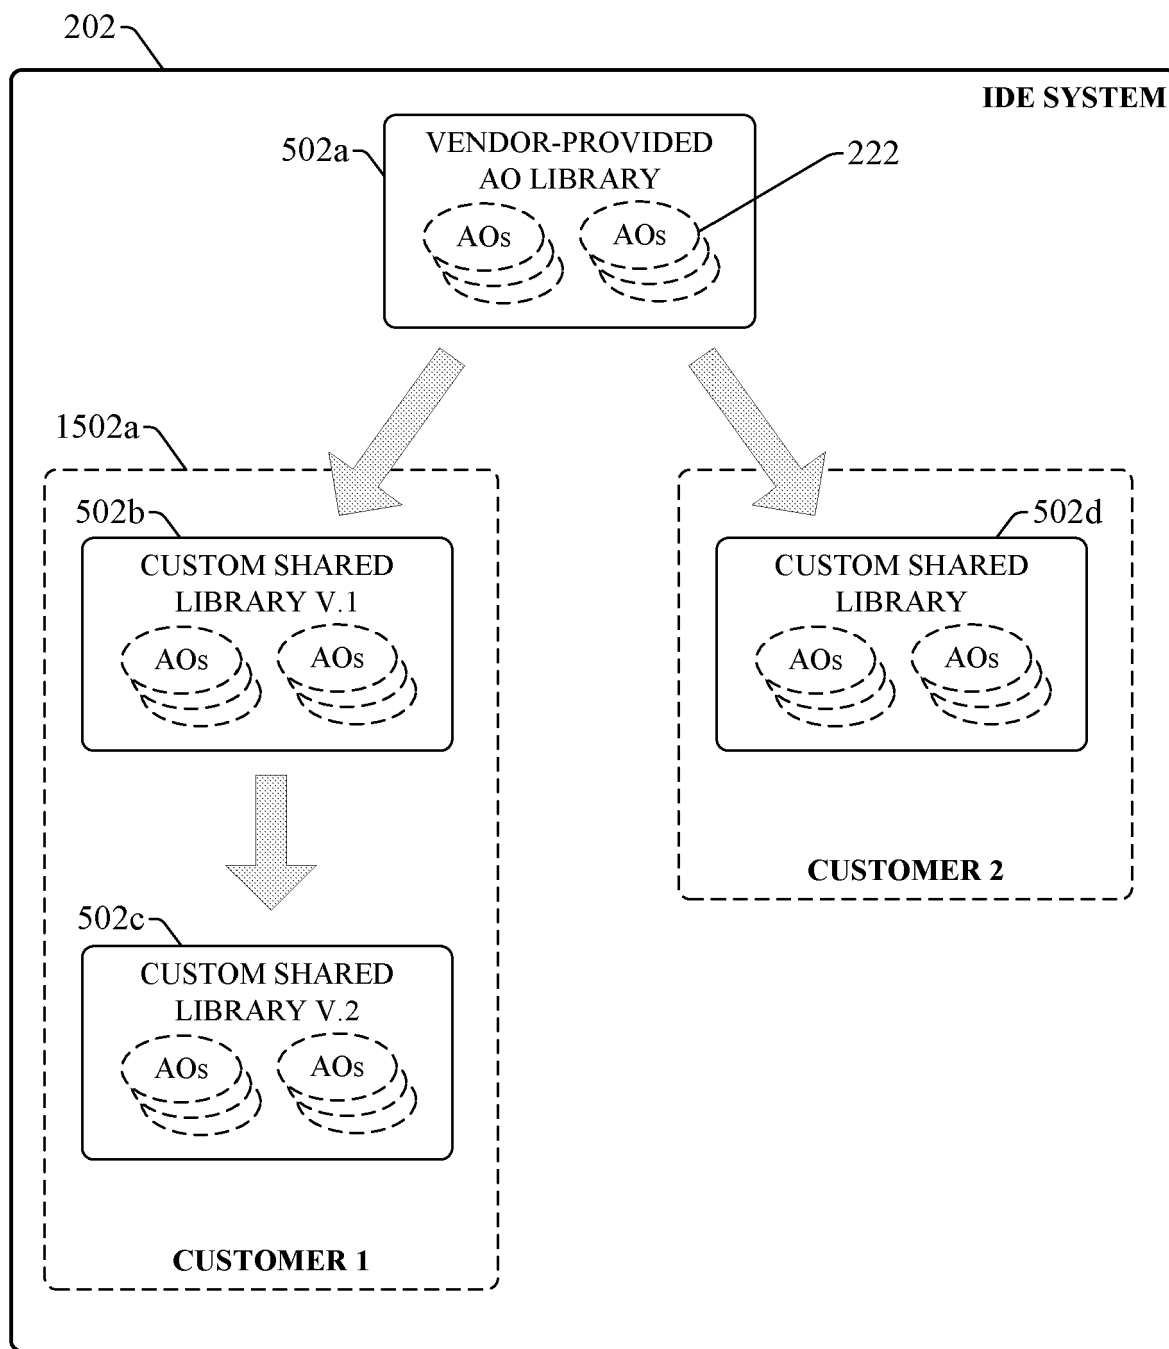 202
IDE SYSTEM
502a
VENDOR-PROVIDED
AO LIBRARY
222
AOs
AOs
1502a
502b
CUSTOM SHARED
LIBRARY V.1
AOs
AOs
502c
CUSTOM SHARED
LIBRARY V.2
AOs
AOs
CUSTOMER 1
502d
CUSTOM SHARED
LIBRARY
AOs
AOs
CUSTOMER 2